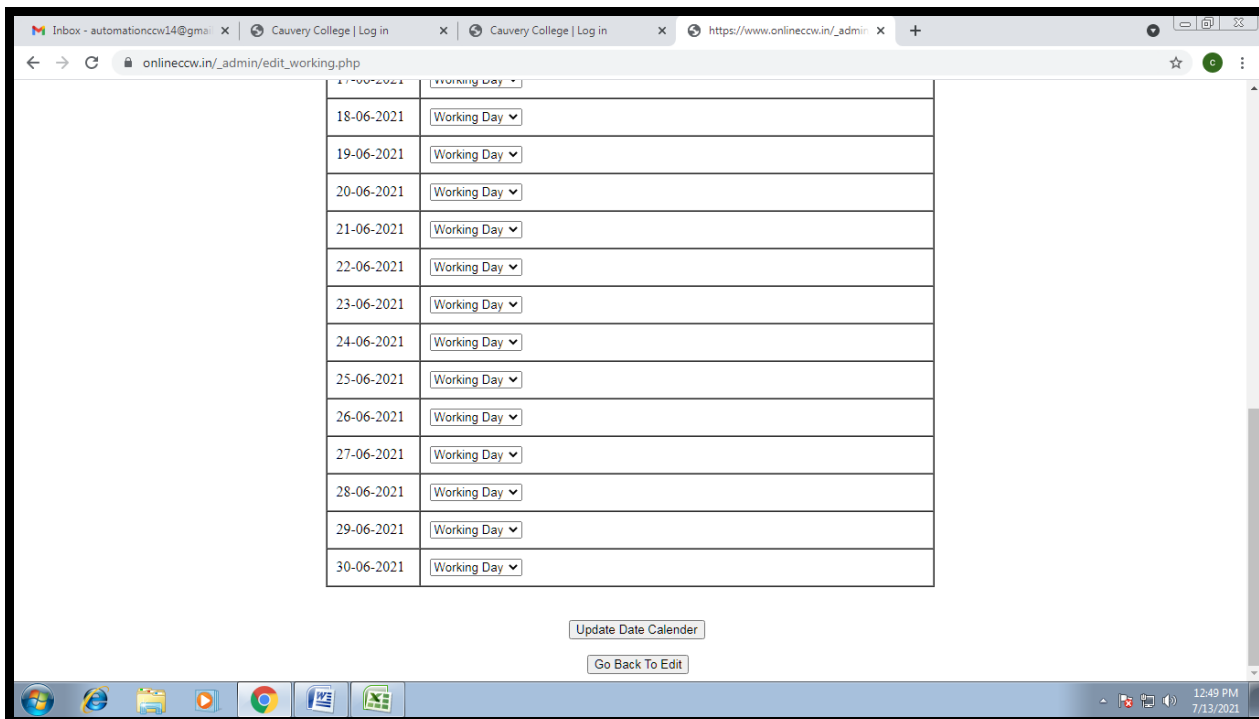 Inbox - automationccw14@gmai
Cauvery College | Log in
Cauvery College | Log in
https://www.onlineccw.in/_admin
onlineccw.in/_admin/edit_working.php
C
17-06-2021 Working Day
18-06-2021 Working Day
19-06-2021 Working Day
20-06-2021 Working Day
21-06-2021 Working Day
22-06-2021 Working Day
23-06-2021 Working Day
24-06-2021 Working Day
25-06-2021 Working Day
26-06-2021 Working Day
27-06-2021 Working Day
28-06-2021 Working Day
29-06-2021 Working Day
30-06-2021 Working Day
Update Date Calender
Go Back To Edit
12:49 PM
7/13/2021